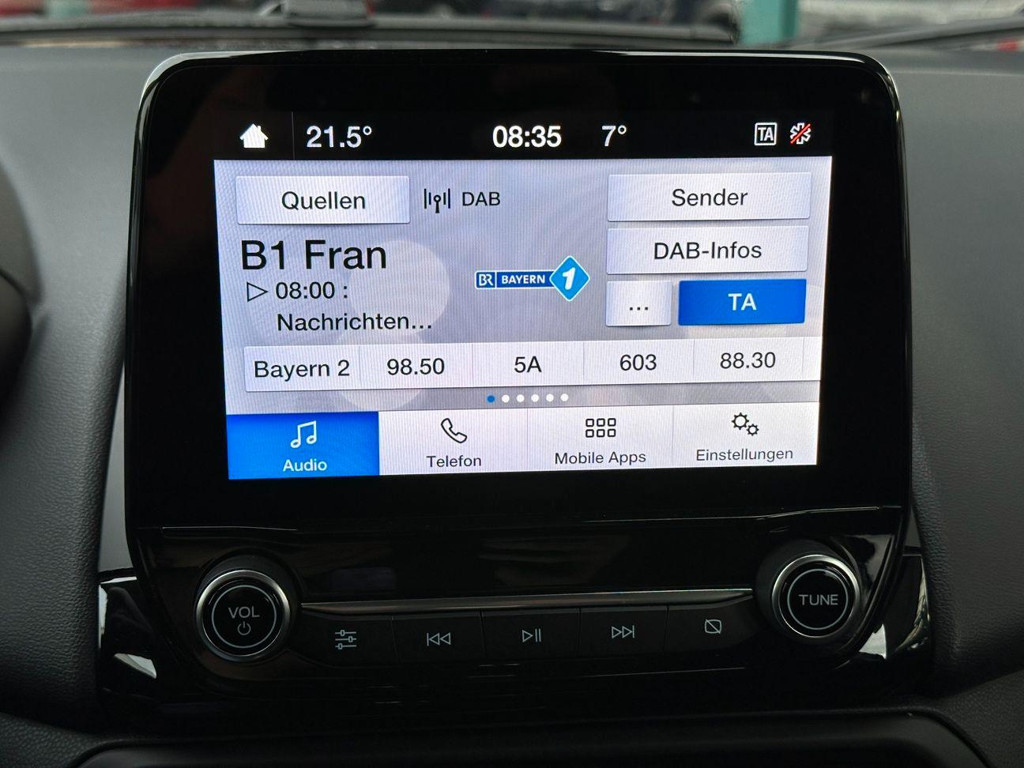 21.5° 08:35 7° TA
Quellen DAB Sender
B1 Fran
BR BAYERN 1
DAB-Infos
08:00 :
Nachrichten...
... TA
Bayern 2 98.50 5A 603 88.30
Audio Telefon Mobile Apps Einstellungen
VOL
TUNE